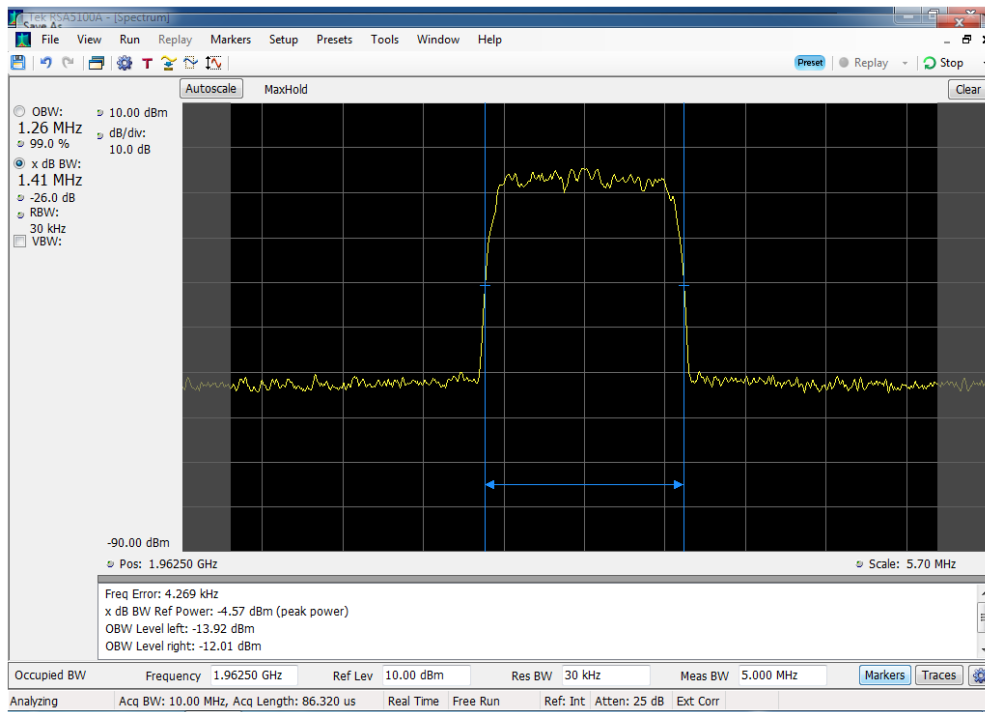 Tek RSA5100A - [Spectrum]
Save As
File View Run Replay Markers Setup Presets Tools Window Help
T Preset Replay Stop
Autoscale MaxHold Clear
OBW:
1.26 MHz
99.0 %
x dB BW:
1.41 MHz
-26.0 dB
RBW:
30 kHz
VBW:
10.00 dBm
dB/div:
10.0 dB
-90.00 dBm
Pos: 1.96250 GHz Scale: 5.70 MHz
Freq Error: 4.269 kHz
x dB BW Ref Power: -4.57 dBm (peak power)
OBW Level left: -13.92 dBm
OBW Level right: -12.01 dBm
Occupied BW Frequency 1.96250 GHz Ref Lev 10.00 dBm Res BW 30 kHz Meas BW 5.000 MHz Markers Traces
Analyzing Acq BW: 10.00 MHz, Acq Length: 86.320 us Real Time Free Run Ref: Int Atten: 25 dB Ext Corr